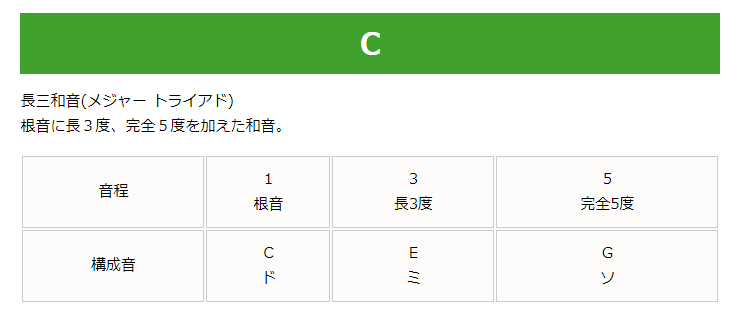 C
長三和音(メジャー トライアド)
根音に長３度、完全５度を加えた和音。
音程
1
根音
3
長3度
5
完全5度
構成音
C
ド
E
ミ
G
ソ